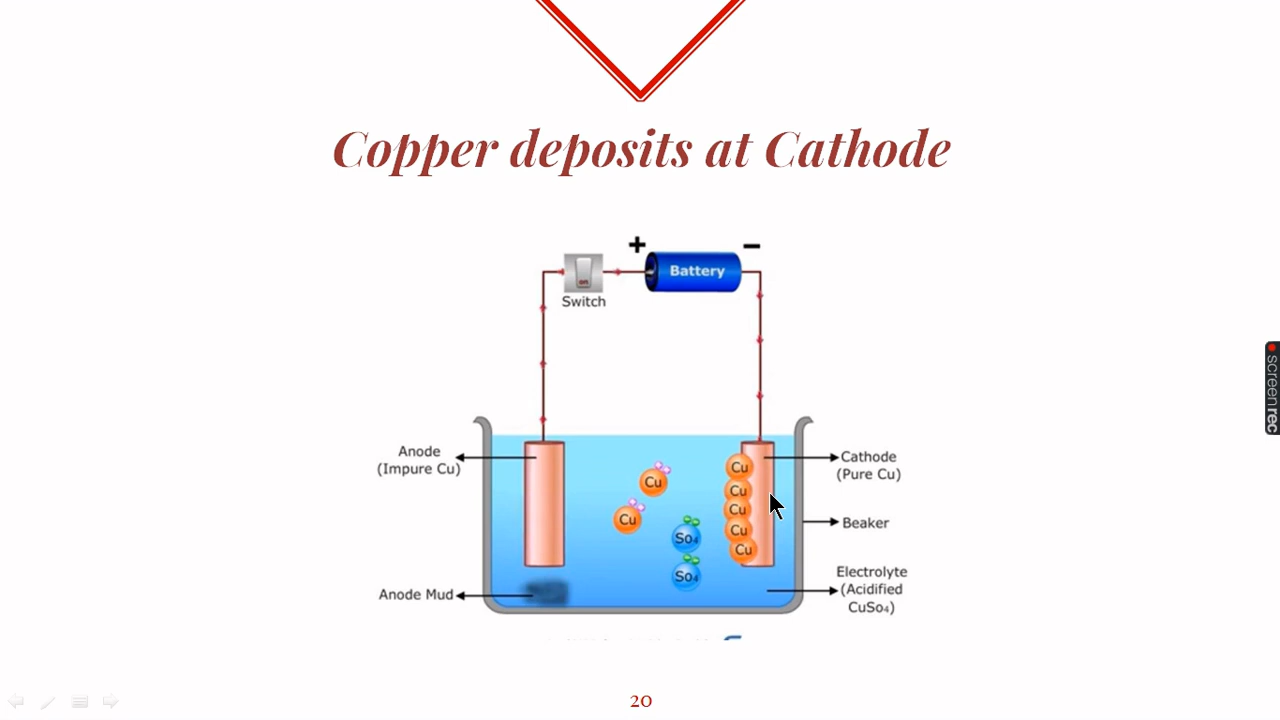 Copper deposits at Cathode
+
−
Battery
on
Switch
Anode
(Impure Cu)
Cathode
(Pure Cu)
Cu
Cu
Cu
Cu
Cu
Cu
Cu
So₄
So₄
Beaker
Anode Mud
Electrolyte
(Acidified
CuSo₄)
20
screenrec